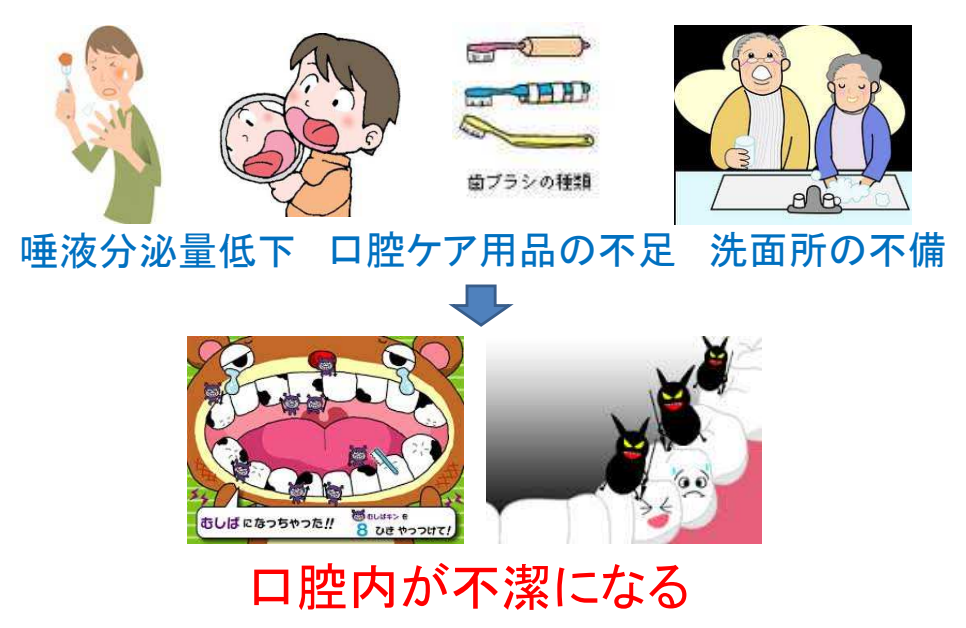 歯ブラシの種類
唾液分泌量低下 口腔ケア用品の不足 洗面所の不備
むしば になっちゃった!!
むしばキン を
8 ひき やっつけて!
口腔内が不潔になる